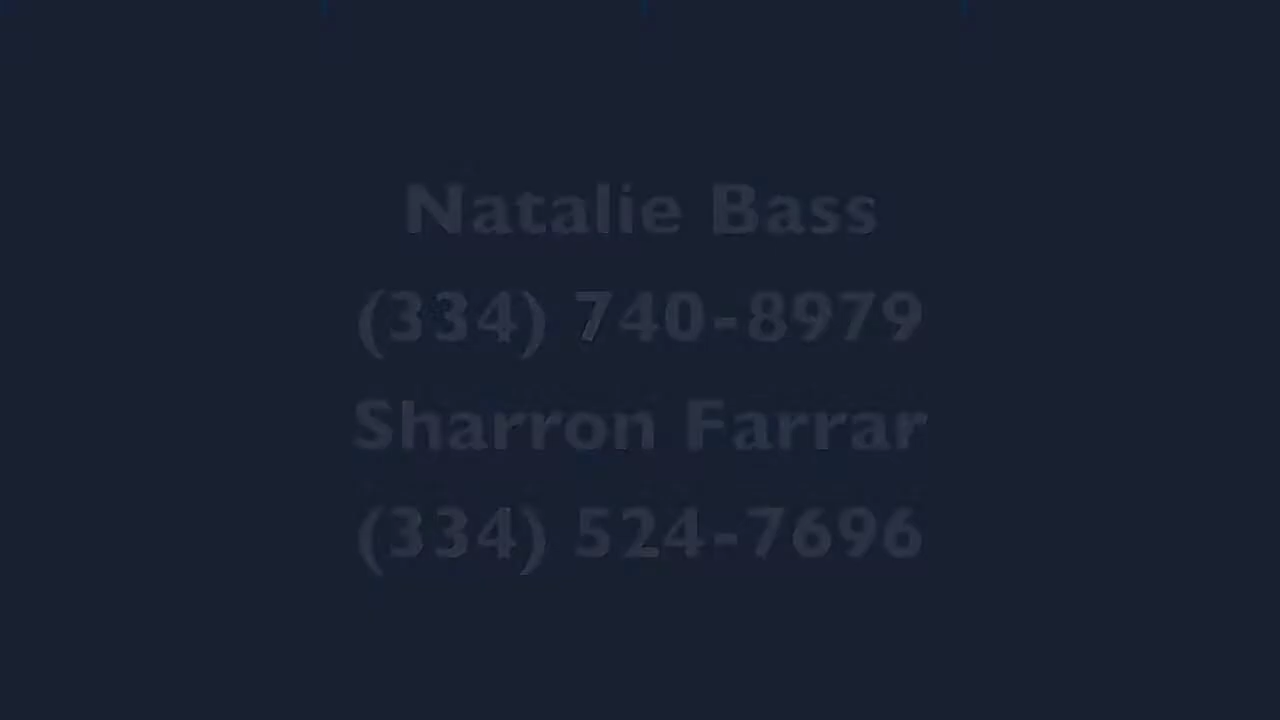 Natalie Bass
(334) 740-8979
Sharron Farrar
(334) 524-7696